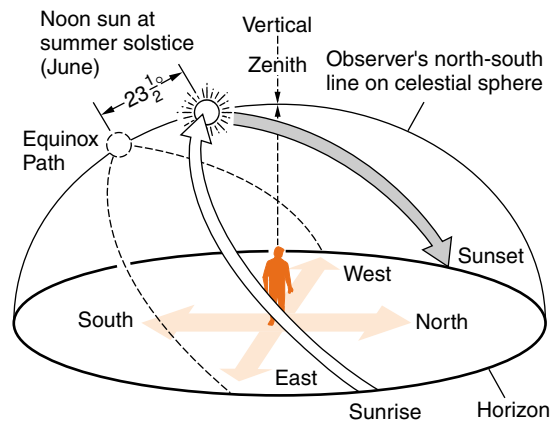 Noon sun at
summer solstice
(June)
Vertical
Zenith
Observer's north-south
line on celestial sphere
23½°
Equinox
Path
Sunset
West
South
North
East
Sunrise
Horizon